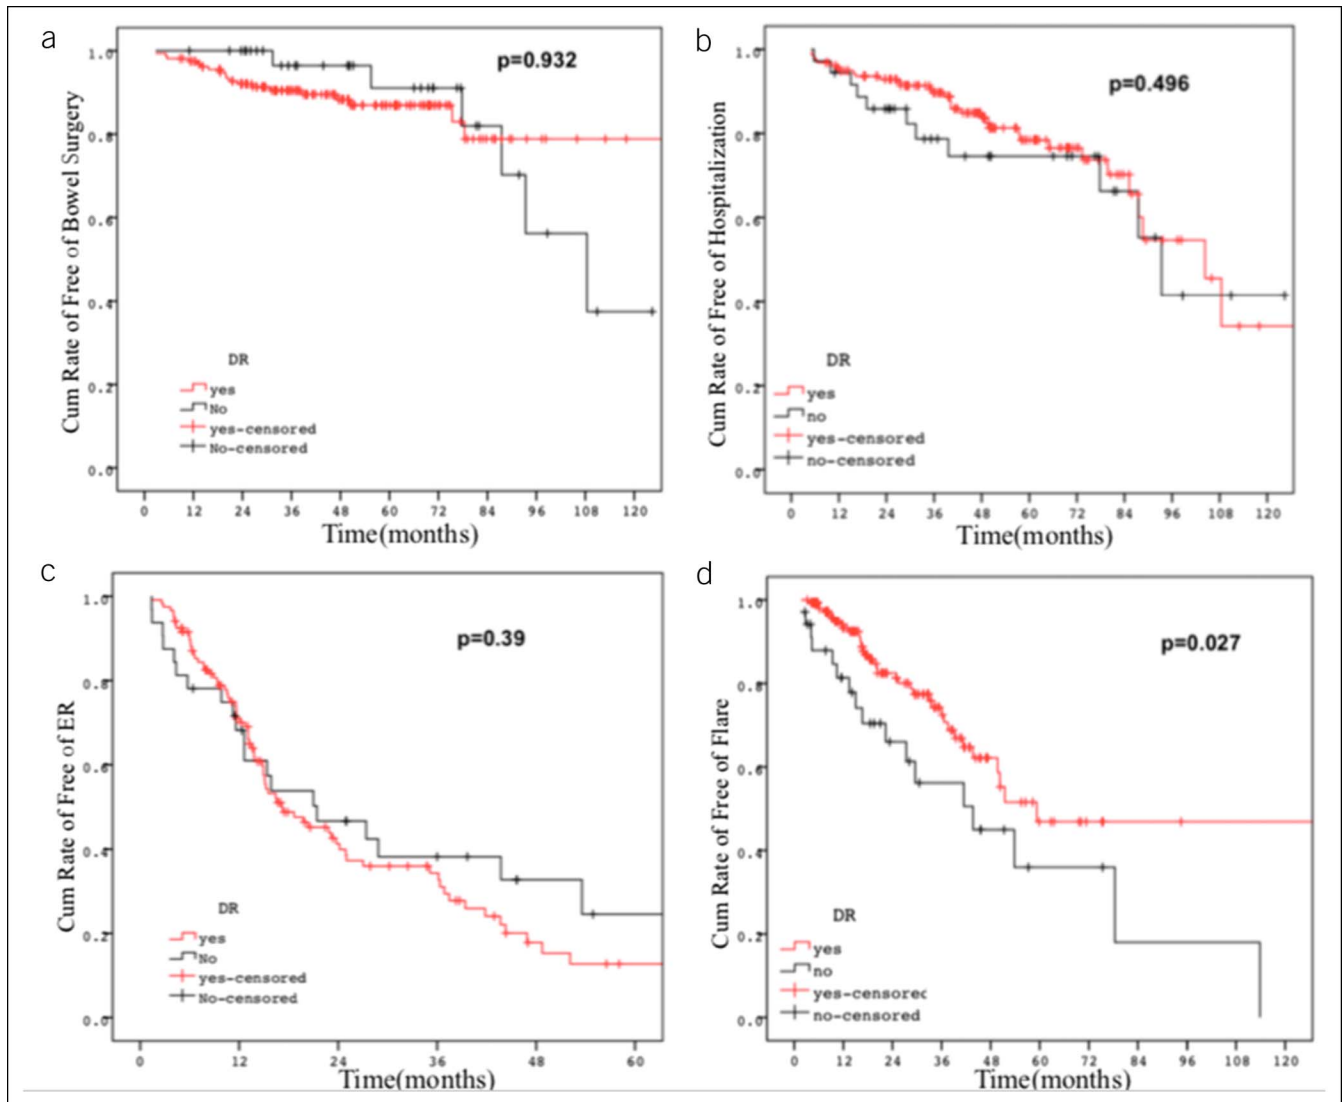 a
Cum Rate of Free of Bowel Surgery
1.0
0.8
0.6
0.4
0.2
0.0
p=0.932
DR
yes
No
yes-censored
No-censored
0 12 24 36 48 60 72 84 96 108 120
Time(months)
b
Cum Rate of Free of Hospitalization
1.0
0.8
0.6
0.4
0.2
0.0
p=0.496
DR
yes
no
yes-censored
no-censored
0 12 24 36 48 60 72 84 96 108 120
Time(months)
c
Cum Rate of Free of ER
1.0
0.8
0.6
0.4
0.2
0.0
p=0.39
DR
yes
No
yes-censored
No-censored
0 12 24 36 48 60
Time(months)
d
Cum Rate of Free of Flare
1.0
0.8
0.6
0.4
0.2
0.0
p=0.027
DR
yes
no
yes-censored
no-censored
0 12 24 36 48 60 72 84 96 108 120
Time(months)